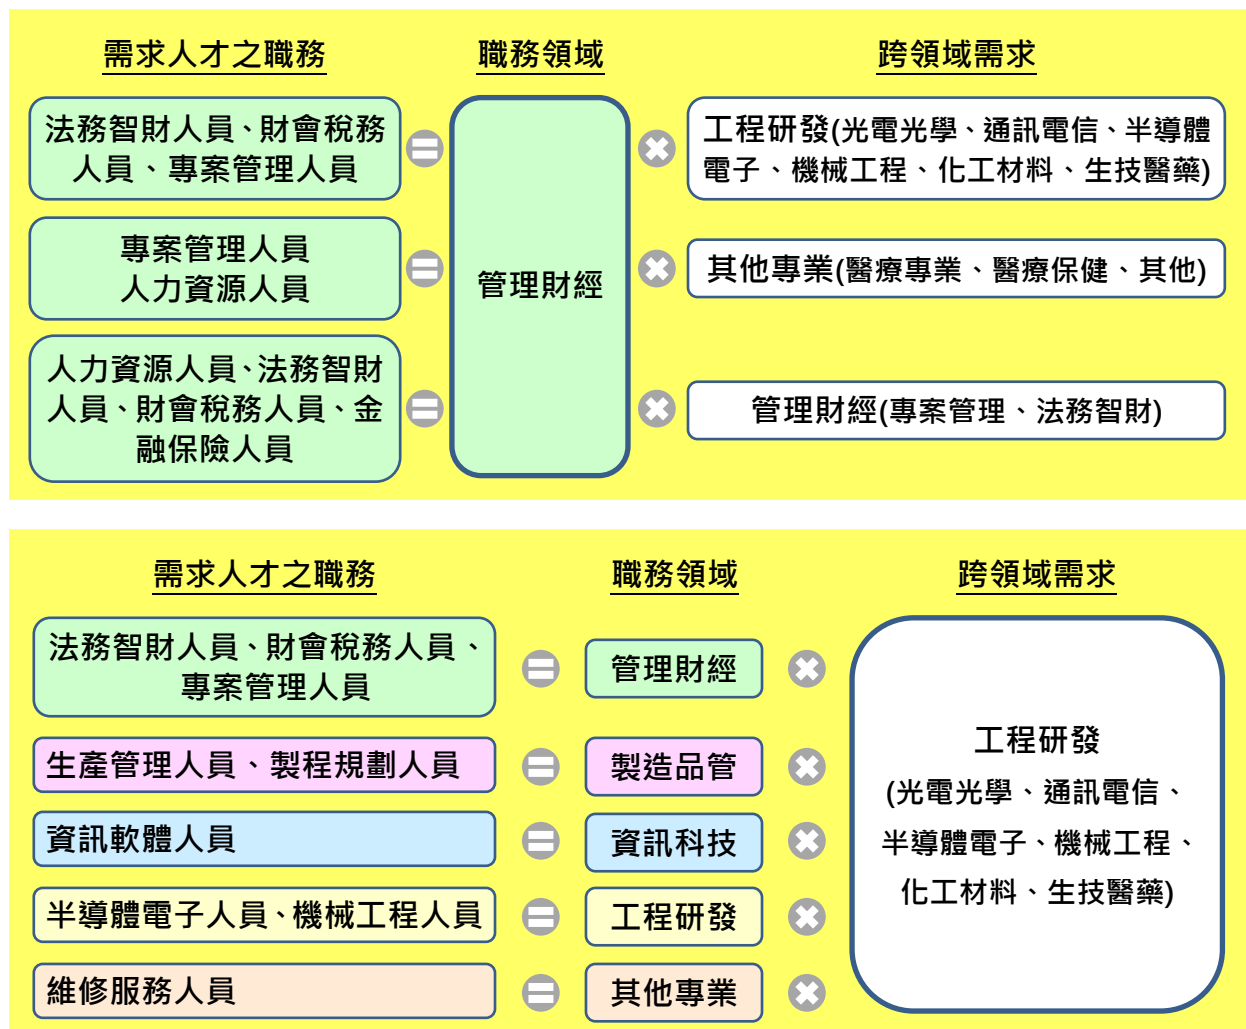 需求人才之職務
職務領域
跨領域需求
法務智財人員、財會稅務
人員、專案管理人員
工程研發(光電光學、通訊電信、半導體
電子、機械工程、化工材料、生技醫藥)
專案管理人員
人力資源人員
管理財經
其他專業(醫療專業、醫療保健、其他)
人力資源人員、法務智財
人員、財會稅務人員、金
融保險人員
管理財經(專案管理、法務智財)
需求人才之職務
職務領域
跨領域需求
法務智財人員、財會稅務人員、
專案管理人員
管理財經
生產管理人員、製程規劃人員
製造品管
資訊軟體人員
資訊科技
半導體電子人員、機械工程人員
工程研發
維修服務人員
其他專業
工程研發
(光電光學、通訊電信、
半導體電子、機械工程、
化工材料、生技醫藥)